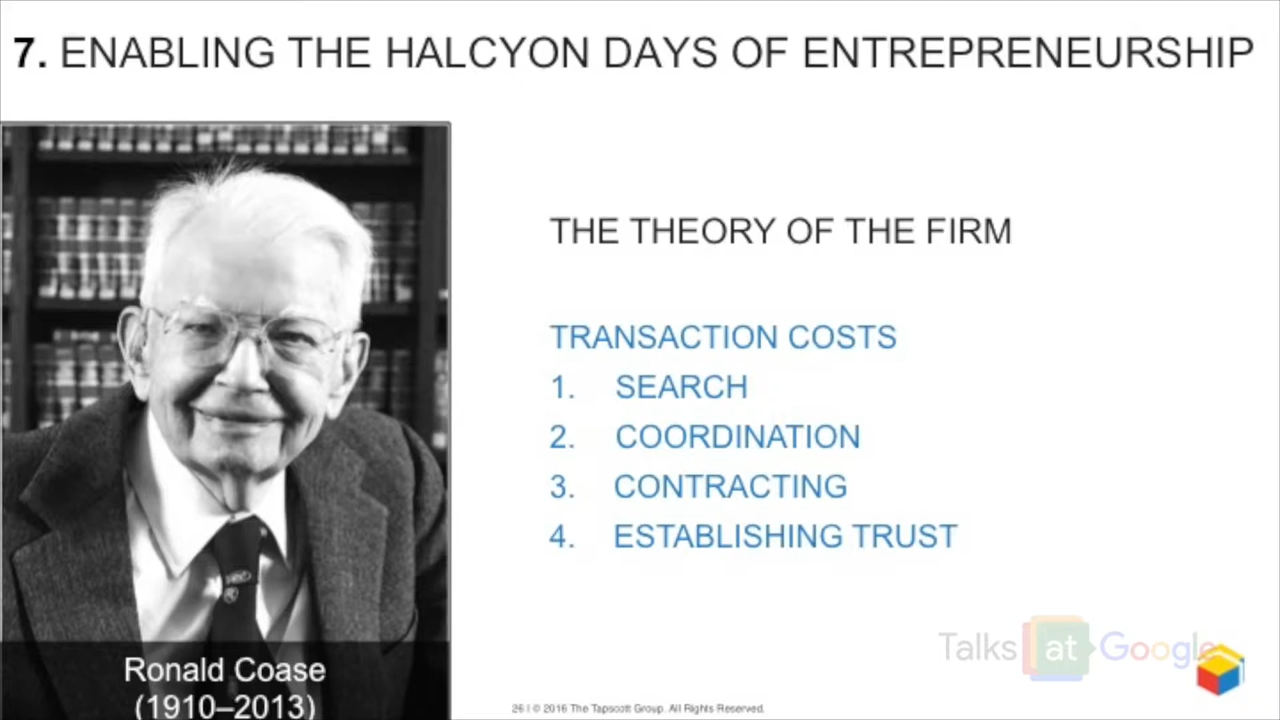 7. ENABLING THE HALCYON DAYS OF ENTREPRENEURSHIP
THE THEORY OF THE FIRM
TRANSACTION COSTS
1. SEARCH
2. COORDINATION
3. CONTRACTING
4. ESTABLISHING TRUST
Ronald Coase
(1910–2013)
Talks at Google
26 | © 2016 The Tapscott Group. All Rights Reserved.